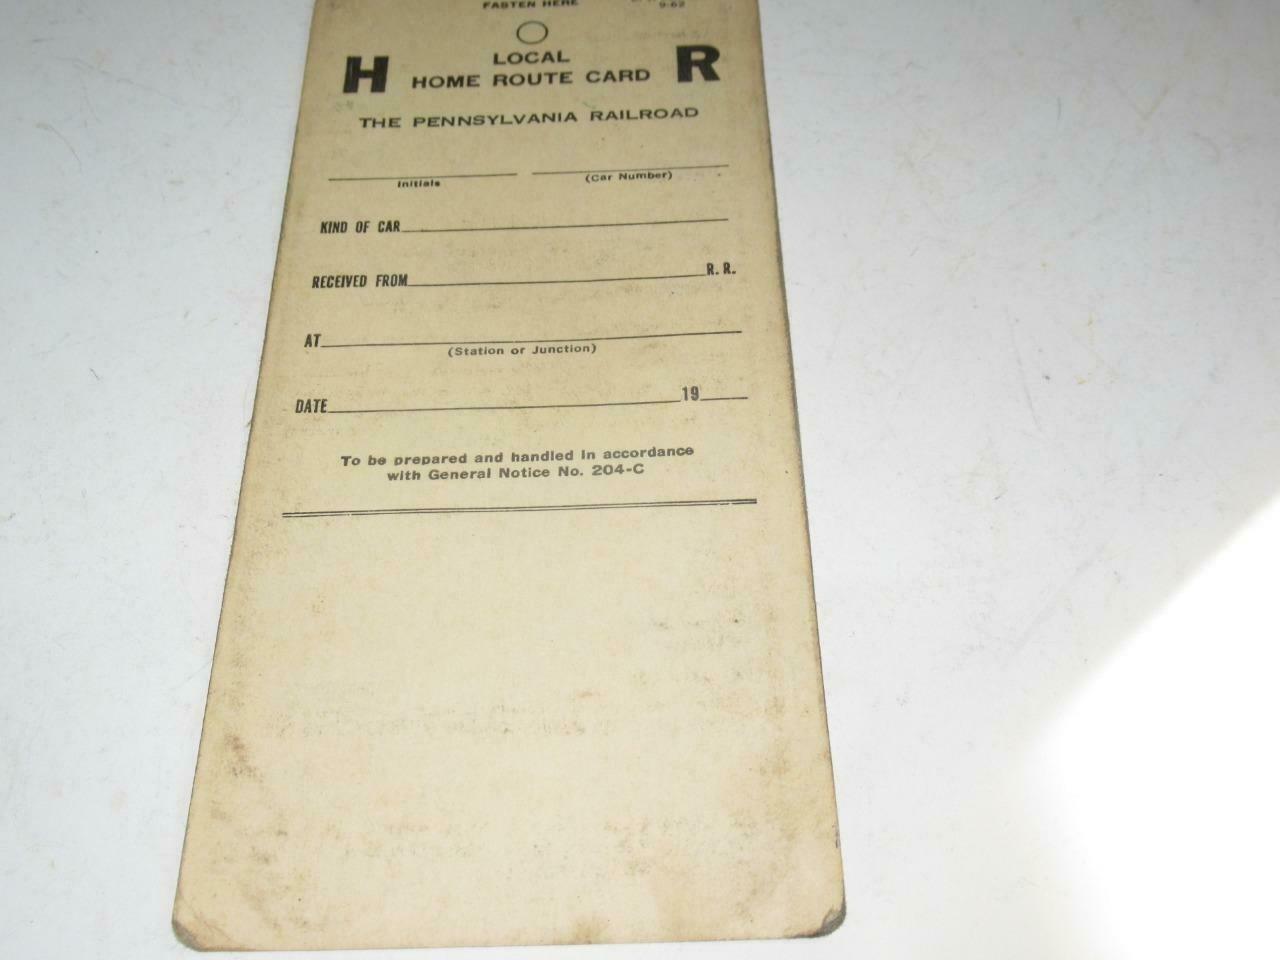 FASTEN HERE
9-62
LOCAL
H HOME ROUTE CARD R
THE PENNSYLVANIA RAILROAD
Initials (Car Number)
KIND OF CAR
RECEIVED FROM R. R.
AT
(Station or Junction)
DATE 19
To be prepared and handled in accordance
with General Notice No. 204-C